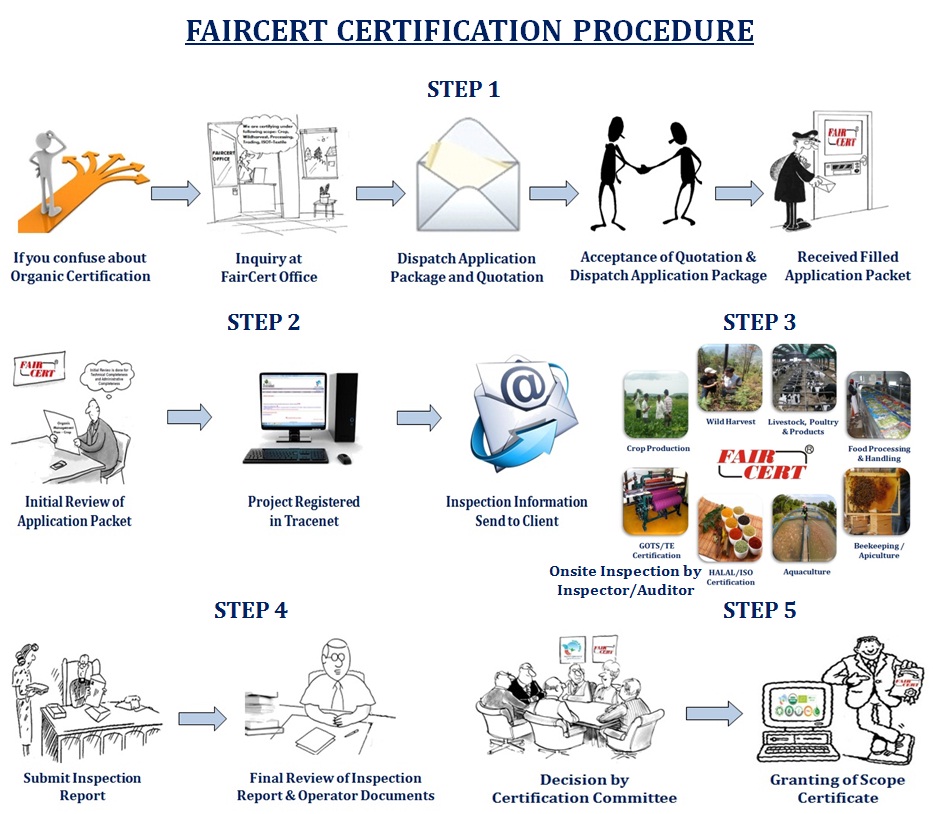 FAIRCERT CERTIFICATION PROCEDURE
STEP 1
We are certifying under
following scope: Crop,
Wildharvest, Processing,
Trading, ISOT-Textile
FAIRCERT
OFFICE
FAIR
CERT
If you confuse about
Organic Certification
Inquiry at
FairCert Office
Dispatch Application
Package and Quotation
Acceptance of Quotation &
Dispatch Application Package
Received Filled
Application Packet
STEP 2
FAIR
CERT
Initial Review is done for
Technical Completeness
and Administrative
Completeness
Organic
Management
Plan - Crop
Initial Review of
Application Packet
Project Registered
in Tracenet
@
Inspection Information
Send to Client
STEP 3
Crop Production
Wild Harvest
Livestock, Poultry
& Products
Food Processing
& Handling
FAIR
CERT ®
GOTS/TE
Certification
HALAL/ISO
Certification
Aquaculture
Beekeeping /
Apiculture
Onsite Inspection by
Inspector/Auditor
STEP 4
Submit Inspection
Report
Final Review of Inspection
Report & Operator Documents
STEP 5
FAIR
CERT
Decision by
Certification Committee
FAIR
CERT
Granting of Scope
Certificate